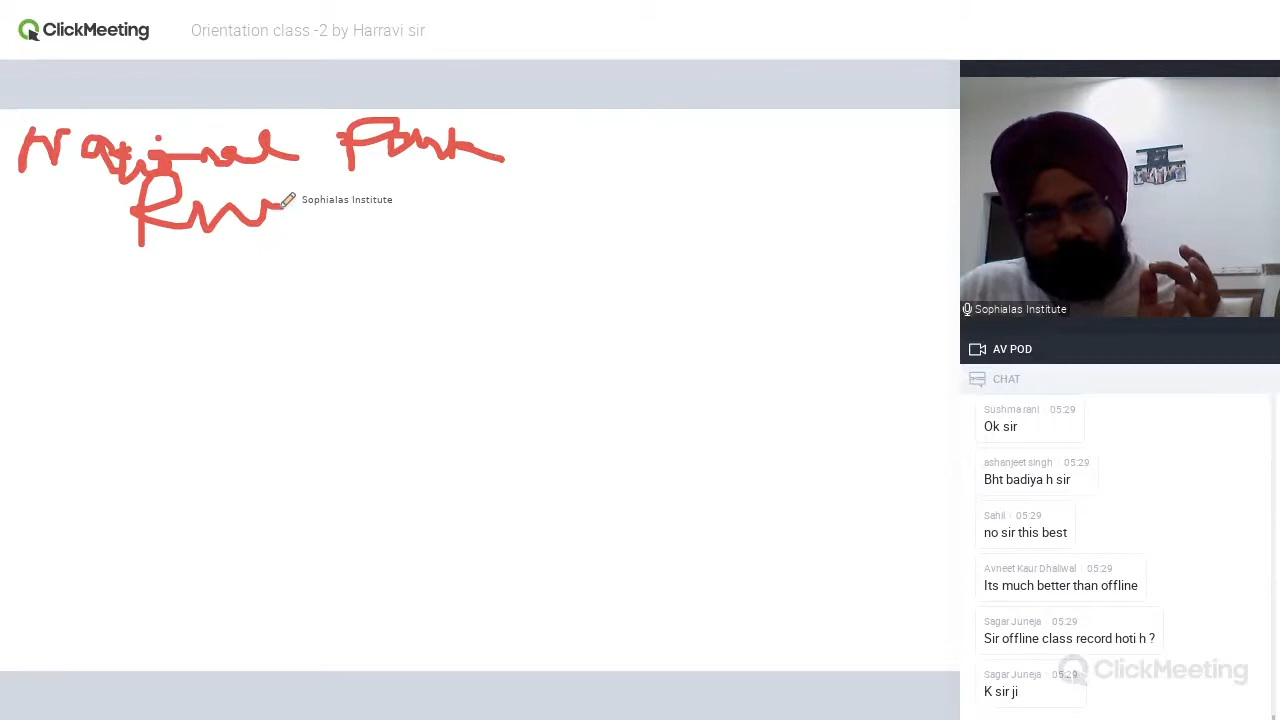 ClickMeeting
Orientation class -2 by Harravi sir
National Park
Sophialas Institute
Sophialas Institute
AV POD
CHAT
Sushma rani 05:29
Ok sir
ashanjeet singh 05:29
Bht badiya h sir
Sahil 05:29
no sir this best
Avneet Kaur Dhaliwal 05:29
Its much better than offline
Sagar Juneja 05:29
Sir offline class record hoti h ?
Sagar Juneja 05:29
K sir ji
ClickMeeting